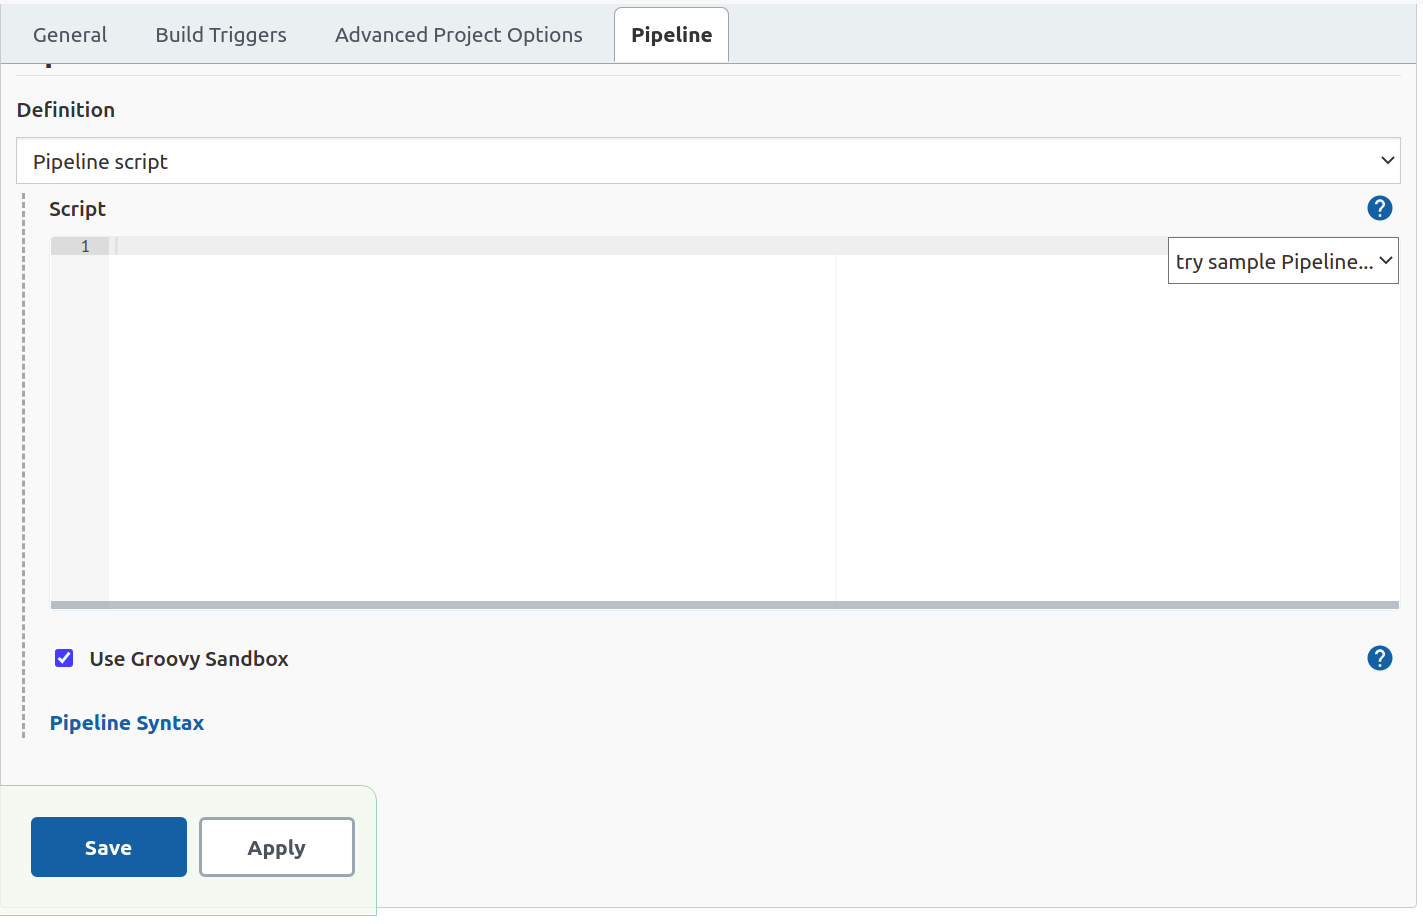 General Build Triggers Advanced Project Options Pipeline
Definition
Pipeline script
Script ?
1
try sample Pipeline...
Use Groovy Sandbox ?
Pipeline Syntax
Save Apply